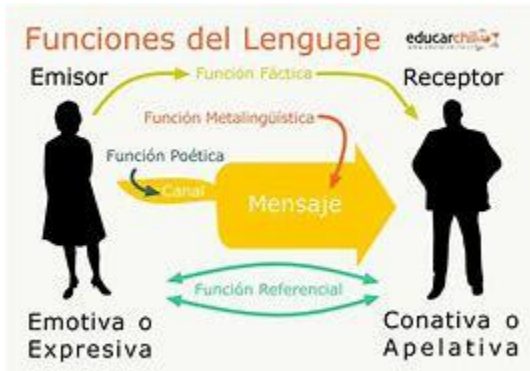 Funciones del Lenguaje
educarchile
Emisor
Función Fáctica
Receptor
Función Metalingüística
Función Poética
Canal
Mensaje
Función Referencial
Emotiva o
Expresiva
Conativa o
Apelativa